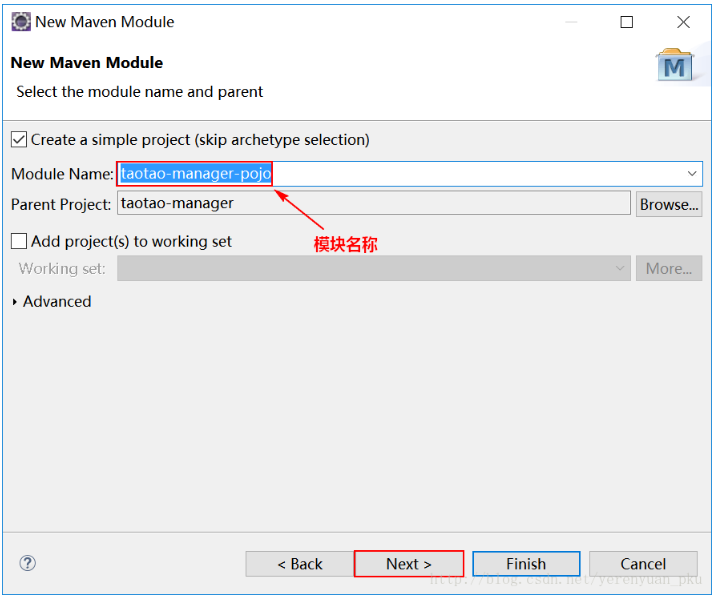 New Maven Module
New Maven Module
Select the module name and parent
Create a simple project (skip archetype selection)
Module Name: taotao-manager-pojo
Parent Project: taotao-manager Browse...
模块名称
Add project(s) to working set
Working set: More...
Advanced
< Back Next > Finish Cancel
http://blog.csdn.net/yerenyuan_pku